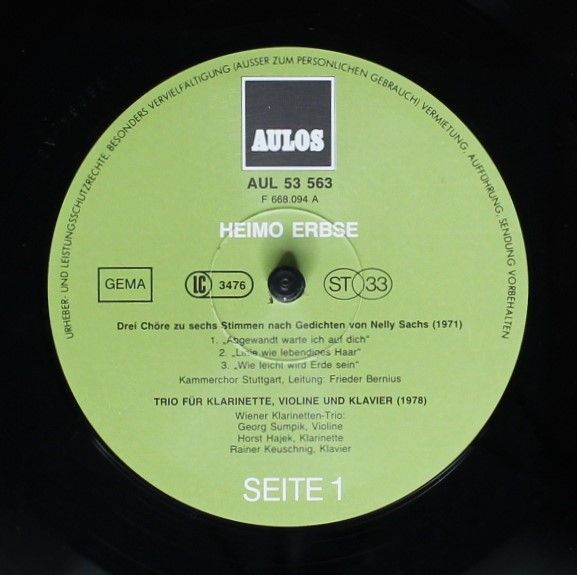 URHEBER- UND LEISTUNGSSCHUTZRECHTE, BESONDERS VERVIELFÄLTIGUNG (AUSSER ZUM PERSÖNLICHEN GEBRAUCH) VERMIETUNG, AUFFÜHRUNG, SENDUNG VORBEHALTEN
AULOS
AUL 53 563
F 668.094 A
HEIMO ERBSE
GEMA
LC 3476
ST 33
Drei Chöre zu sechs Stimmen nach Gedichten von Nelly Sachs (1971)
1. „Abgewandt warte ich auf dich“
2. „Linie wie lebendiges Haar“
3. „Wie leicht wird Erde sein“
Kammerchor Stuttgart, Leitung: Frieder Bernius
TRIO FÜR KLARINETTE, VIOLINE UND KLAVIER (1978)
Wiener Klarinetten-Trio:
Georg Sumpik, Violine
Horst Hajek, Klarinette
Rainer Keuschnig, Klavier
SEITE 1